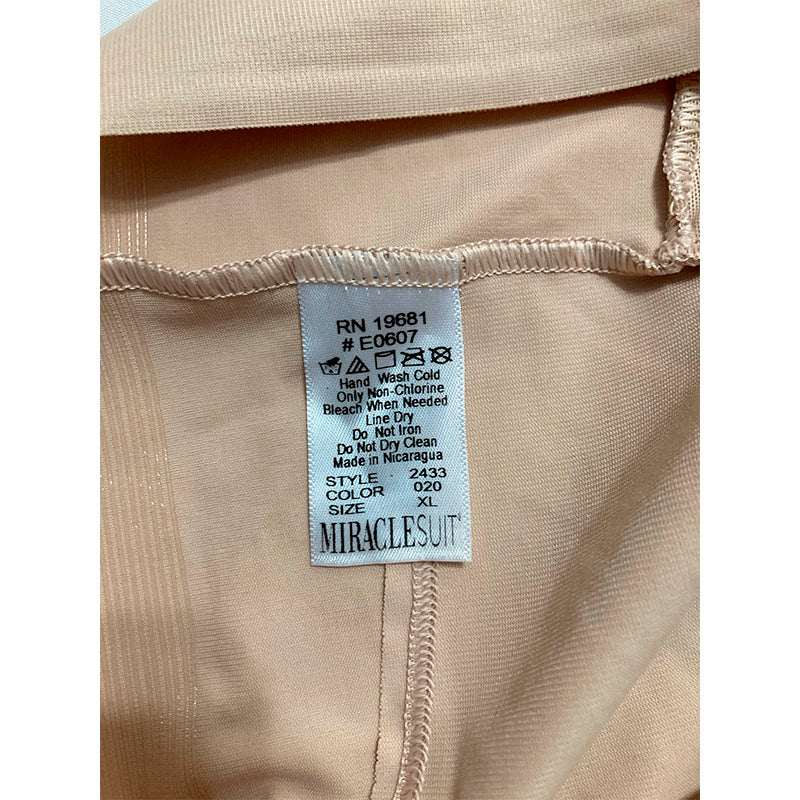 RN 19681
# E0607
Hand Wash Cold
Only Non-Chlorine
Bleach When Needed
Line Dry
Do Not Iron
Do Not Dry Clean
Made in Nicaragua
STYLE 2433
COLOR 020
SIZE XL
MIRACLESUIT